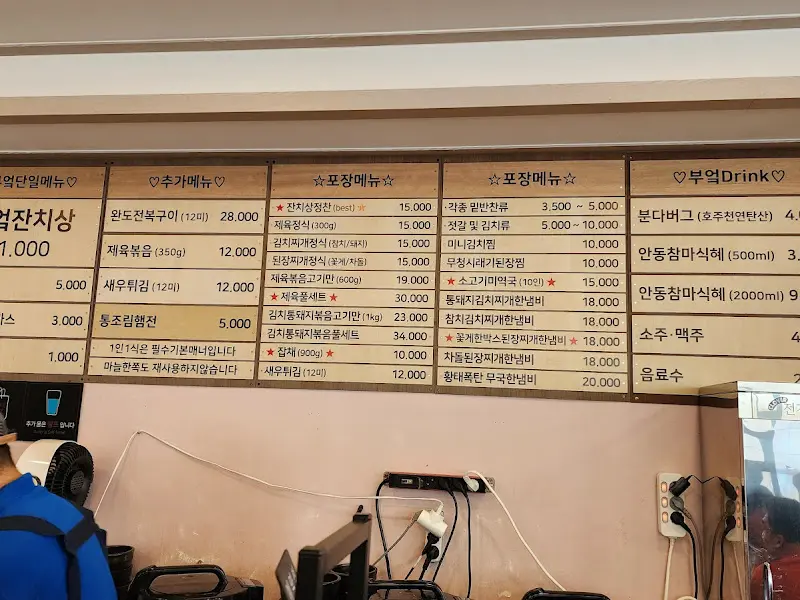 부엌단일메뉴♡
엌잔치상
1.000
5.000
3.000
1.000
♡추가메뉴♡
완도전복구이 (12미) 28.000
제육볶음 (350g) 12.000
새우튀김 (12미) 12.000
통조림햄전 5.000
1인1식은 필수기본매너입니다
마늘한쪽도 재사용하지않습니다
☆포장메뉴☆
★ 잔치상정찬 (best) ★ 15.000
제육정식 (300g) 15.000
김치찌개정식 (참치/돼지) 15.000
된장찌개정식 (꽃게/차돌) 15.000
제육볶음고기만 (600g) 19.000
★ 제육풀세트 ★ 30.000
김치통돼지볶음고기만 (1kg) 23.000
김치통돼지볶음풀세트 34.000
★ 잡채 (900g) ★ 10.000
새우튀김 (12미) 12.000
☆포장메뉴☆
·각종 밑반찬류 3,500 ~ 5,000
·젓갈 및 김치류 5.000~10.000
미니김치찜 10.000
무청시래기된장찜 10.000
★ 소고기미역국 (10인) ★ 15.000
통돼지김치찌개한냄비 18.000
참치김치찌개한냄비 18.000
★꽃게한박스된장찌개한냄비 ★ 18.000
차돌된장찌개한냄비 18.000
황태폭탄 무국한냄비 20.000
♡부엌Drink♡
분다버그 (호주천연탄산) 4.
안동참마식혜 (500ml) 3.
안동참마식혜 (2000ml) 9
소주·맥주 4
음료수 2
추가물은 셀프 입니다